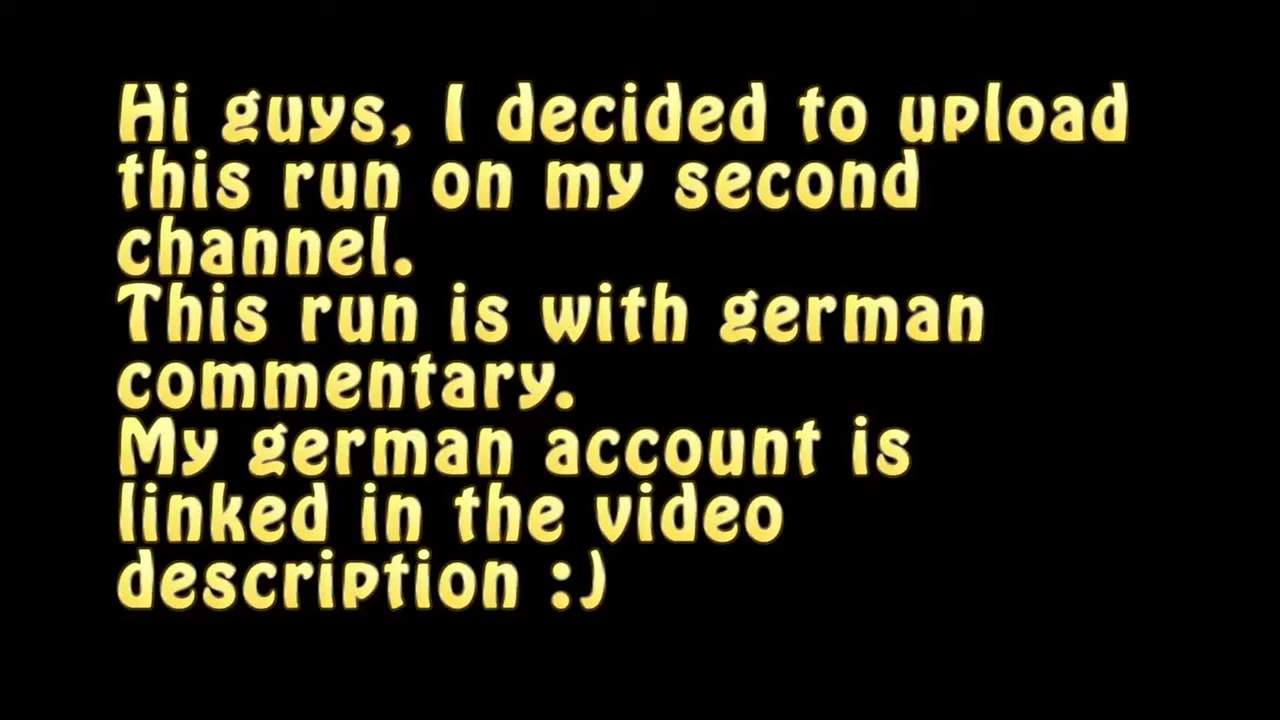 Hi guys, I decided to upload
this run on my second
channel.
This run is with german
commentary.
My german account is
linked in the video
description :)